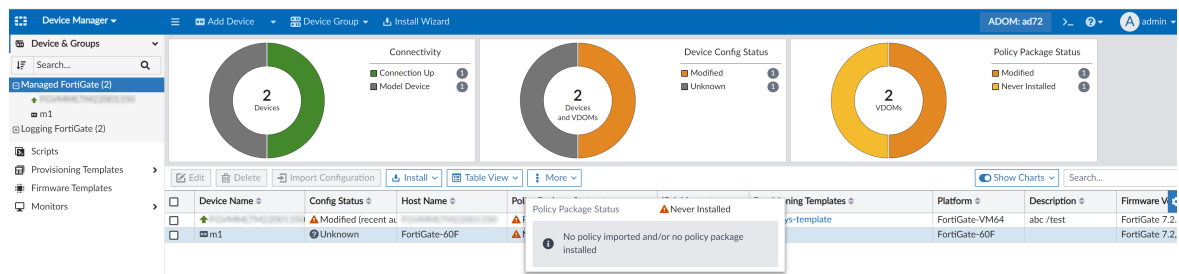 Device Manager
Add Device
Device Group
Install Wizard
ADOM: ad72
admin
A
Device & Groups
Search...
Managed FortiGate (2)
m1
Logging FortiGate (2)
Scripts
Provisioning Templates
Firmware Templates
Monitors
Connectivity
Connection Up 1
Model Device 1
2
Devices
Device Config Status
Modified 1
Unknown 1
2
Devices
and VDOMs
Policy Package Status
Modified 1
Never Installed 1
2
VDOMs
Edit Delete Import Configuration Install Table View More Show Charts Search...
Device Name Config Status Host Name Platform Description Firmware
Modified (recent au ys-template FortiGate-VM64 abc /test FortiGate 7.2.
m1 Unknown FortiGate-60F FortiGate-60F FortiGate 7.2,
Policy Package Status Never Installed
No policy imported and/or no policy package
installed